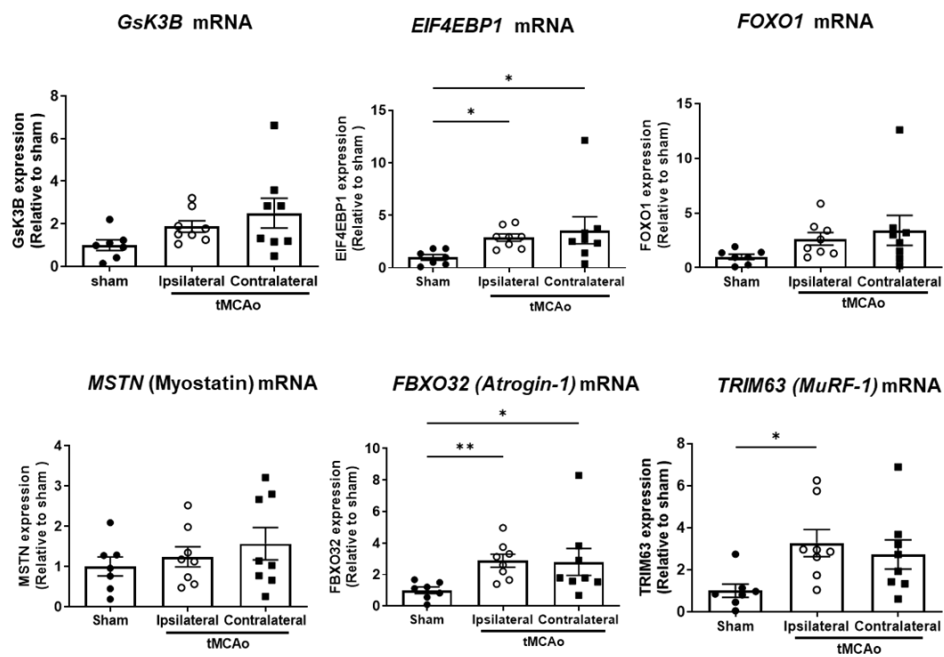 GsK3B mRNA
GsK3B expression
(Relative to sham )
8
6
4
2
0
sham
Ipsilateral
Contralateral
tMCAo
EIF4EBP1 mRNA
EIF4EBP1 expression
(Relative to sham )
15
10
5
0
*
*
Sham
Ipsilateral
Contralateral
tMCAo
FOXO1 mRNA
FOXO1 expression
(Relative to sham )
15
10
5
0
Sham
Ipsilateral
Contralateral
tMCAo
MSTN (Myostatin) mRNA
MSTN expression
(Relative to sham )
4
3
2
1
0
Sham
Ipsilateral
Contralateral
tMCAo
FBXO32 (Atrogin-1) mRNA
FBXO32 expression
(Relative to sham )
10
8
6
4
2
0
*
**
Sham
Ipsilateral
Contralateral
tMCAo
TRIM63 (MuRF-1) mRNA
TRIM63 expression
(Relative to sham )
8
6
4
2
0
*
Sham
Ipsilateral
Contralateral
tMCAo